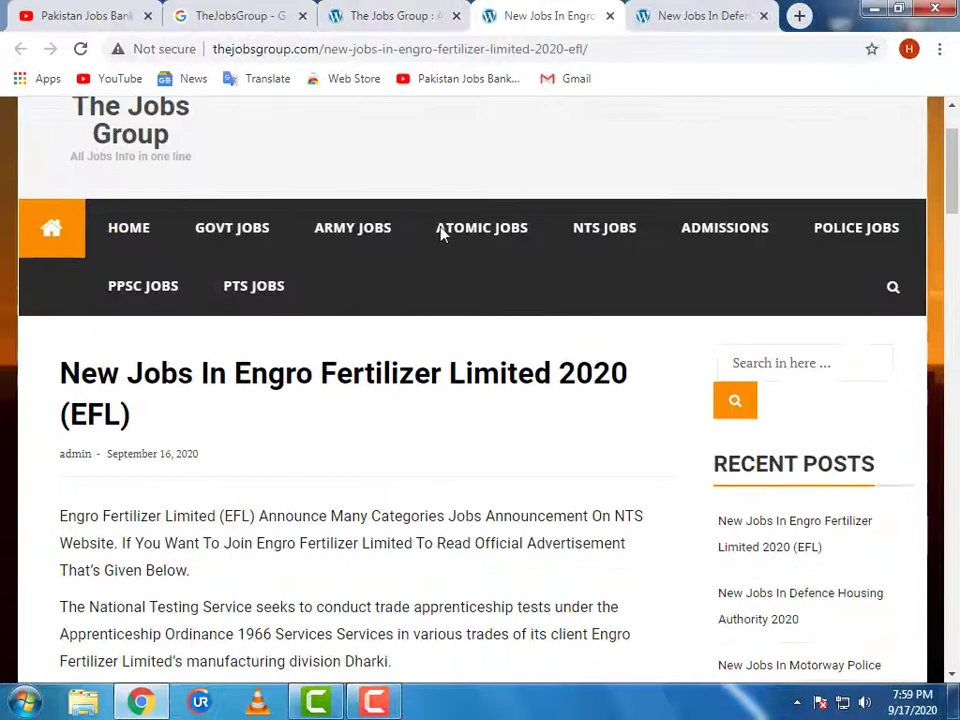 Pakistan Jobs Bank
TheJobsGroup - G
The Jobs Group : A
New Jobs In Engro
New Jobs In Defen
Not secure
thejobsgroup.com/new-jobs-in-engro-fertilizer-limited-2020-efl/
H
Apps
YouTube
News
Translate
Web Store
Pakistan Jobs Bank...
Gmail
The Jobs
Group
All Jobs Info in one line
HOME
GOVT JOBS
ARMY JOBS
ATOMIC JOBS
NTS JOBS
ADMISSIONS
POLICE JOBS
PPSC JOBS
PTS JOBS
New Jobs In Engro Fertilizer Limited 2020
(EFL)
admin - September 16, 2020
Engro Fertilizer Limited (EFL) Announce Many Categories Jobs Announcement On NTS
Website. If You Want To Join Engro Fertilizer Limited To Read Official Advertisement
That's Given Below.
The National Testing Service seeks to conduct trade apprenticeship tests under the
Apprenticeship Ordinance 1966 Services Services in various trades of its client Engro
Fertilizer Limited's manufacturing division Dharki.
Search in here ...
RECENT POSTS
New Jobs In Engro Fertilizer
Limited 2020 (EFL)
New Jobs In Defence Housing
Authority 2020
New Jobs In Motorway Police
UR
7:59 PM
9/17/2020